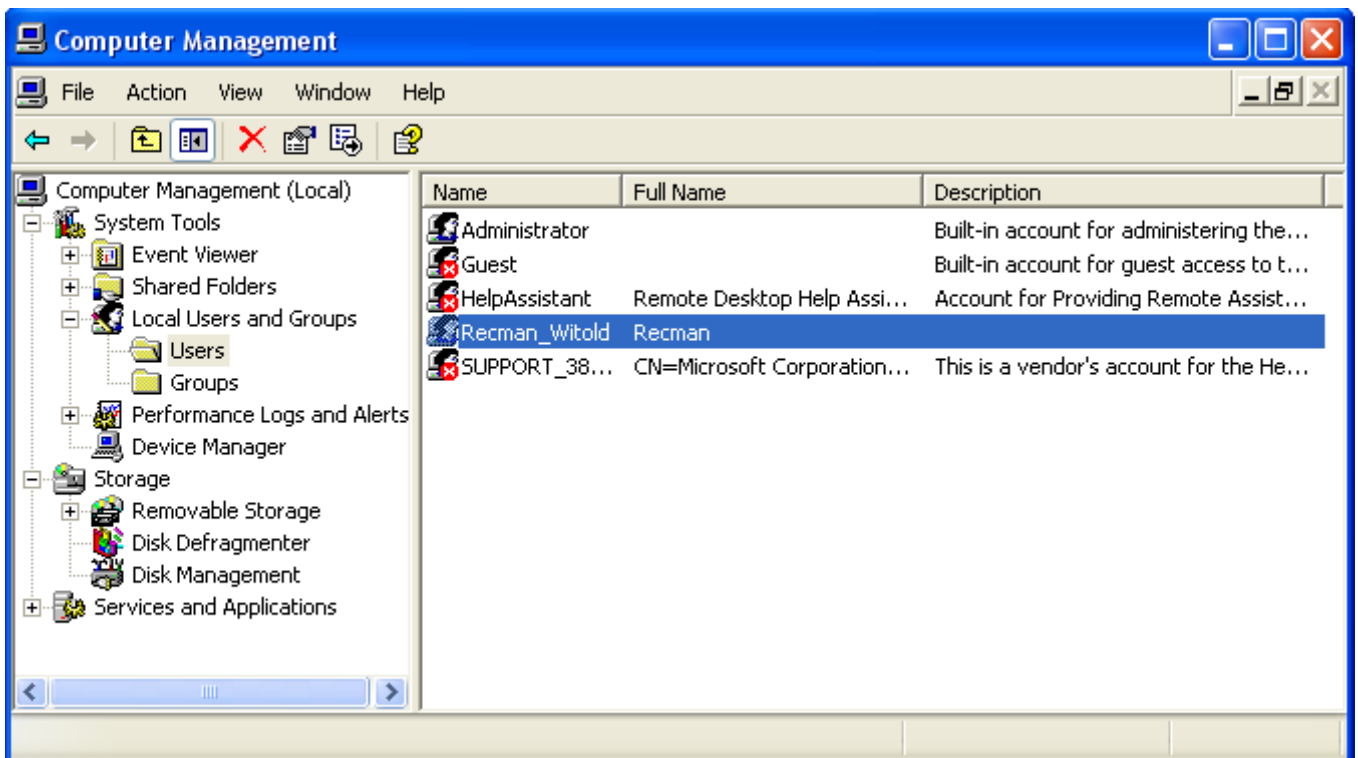 Computer Management
File Action View Window Help
Computer Management (Local)
System Tools
Event Viewer
Shared Folders
Local Users and Groups
Users
Groups
Performance Logs and Alerts
Device Manager
Storage
Removable Storage
Disk Defragmenter
Disk Management
Services and Applications
Name Full Name Description
Administrator Built-in account for administering the...
Guest Built-in account for guest access to t...
HelpAssistant Remote Desktop Help Assi... Account for Providing Remote Assist...
Recman_Witold Recman
SUPPORT_38... CN=Microsoft Corporation... This is a vendor's account for the He...